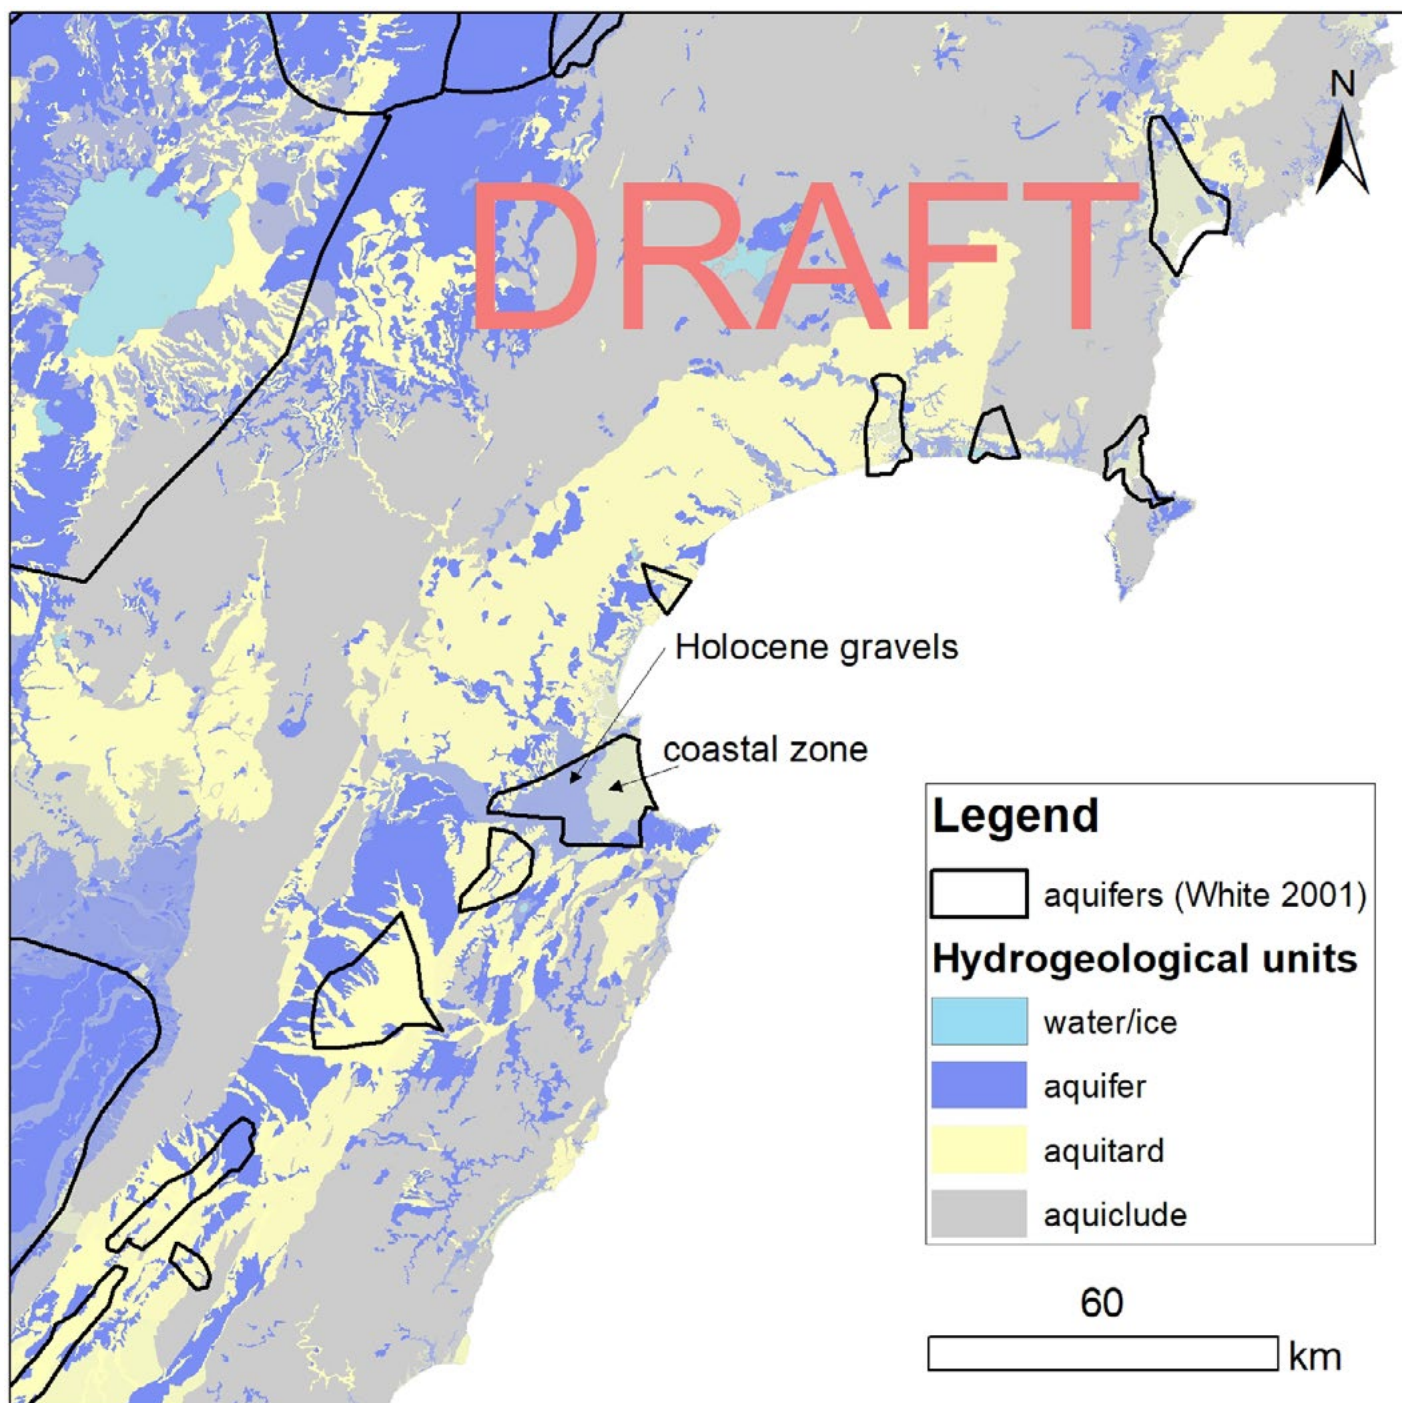 N
DRAFT
Holocene gravels
coastal zone
Legend
aquifers (White 2001)
Hydrogeological units
water/ice
aquifer
aquitard
aquiclude
60
km